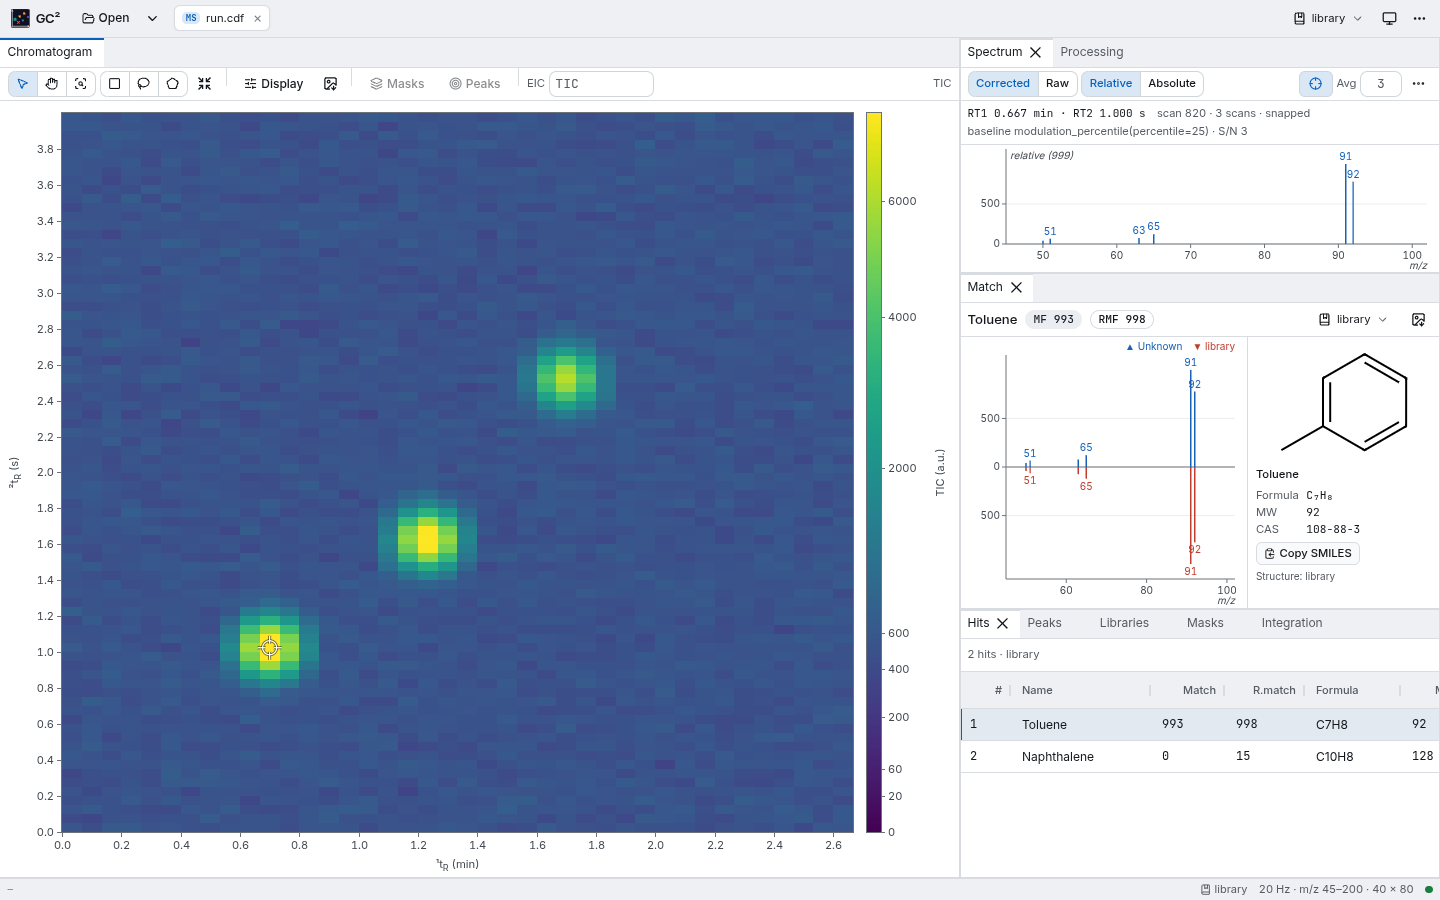 GC²
Open
MS run.cdf
library
Chromatogram
Display
Masks
Peaks
EIC TIC
TIC
3.8
3.6
3.4
3.2
3.0
2.8
2.6
2.4
2.2
2.0
1.8
1.6
1.4
1.2
1.0
0.8
0.6
0.4
0.2
0.0
²tR (s)
0.0 0.2 0.4 0.6 0.8 1.0 1.2 1.4 1.6 1.8 2.0 2.2 2.4 2.6
¹tR (min)
6000
4000
2000
600
400
200
60
20
0
TIC (a.u.)
Spectrum Processing
Corrected Raw Relative Absolute Avg 3
RT1 0.667 min · RT2 1.000 s scan 820 · 3 scans · snapped
baseline modulation_percentile(percentile=25) · S/N 3
relative (999)
91
92
500
51 63 65
0
50 60 70 80 90 100
m/z
Match
Toluene MF 993 RMF 998 library
▲ Unknown ▼ library
91
92
500
51 65
0
51 65
500
92
91
60 80 100
m/z
Toluene
Formula C₇H₈
MW 92
CAS 108-88-3
Copy SMILES
Structure: library
Hits Peaks Libraries Masks Integration
2 hits · library
# Name Match R.match Formula
1 Toluene 993 998 C7H8 92
2 Naphthalene 0 15 C10H8 128
– library 20 Hz · m/z 45–200 · 40 × 80